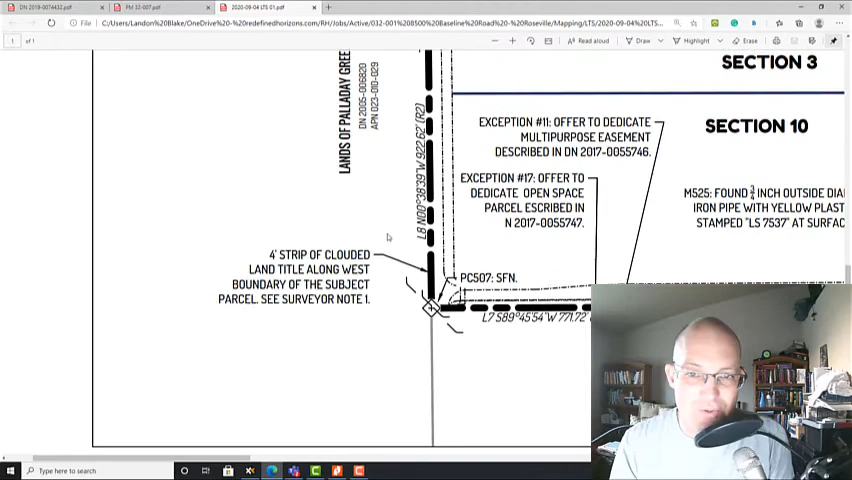 DN 2019-0074432.pdf
PM 32-007.pdf
2020-09-04 LTS 01.pdf
File
C:/Users/Landon%20Blake/OneDrive%20-%20redefinedhorizons.com/RH/Jobs/Active/032-001%208500%20Baseline%20Road%20-%20Roseville/Mapping/LTS/2020-09-04%20LTS...
1
of 1
Read aloud
Draw
Highlight
Erase
SECTION 3
LANDS OF PALLADAY GREE
DN 2005-006820
APN 023-010-029
L8 N00°38'39"W 922.62' (R2)
EXCEPTION #11: OFFER TO DEDICATE
MULTIPURPOSE EASEMENT
DESCRIBED IN DN 2017-0055746.
SECTION 10
EXCEPTION #17: OFFER TO
DEDICATE OPEN SPACE
PARCEL ESCRIBED IN
N 2017-0055747.
M525: FOUND 3/4 INCH OUTSIDE DIA
IRON PIPE WITH YELLOW PLAST
STAMPED "LS 7537" AT SURFAC
4' STRIP OF CLOUDED
LAND TITLE ALONG WEST
BOUNDARY OF THE SUBJECT
PARCEL. SEE SURVEYOR NOTE 1.
PC507: SFN.
L7 S89°45'54"W 771.72'
Type here to search